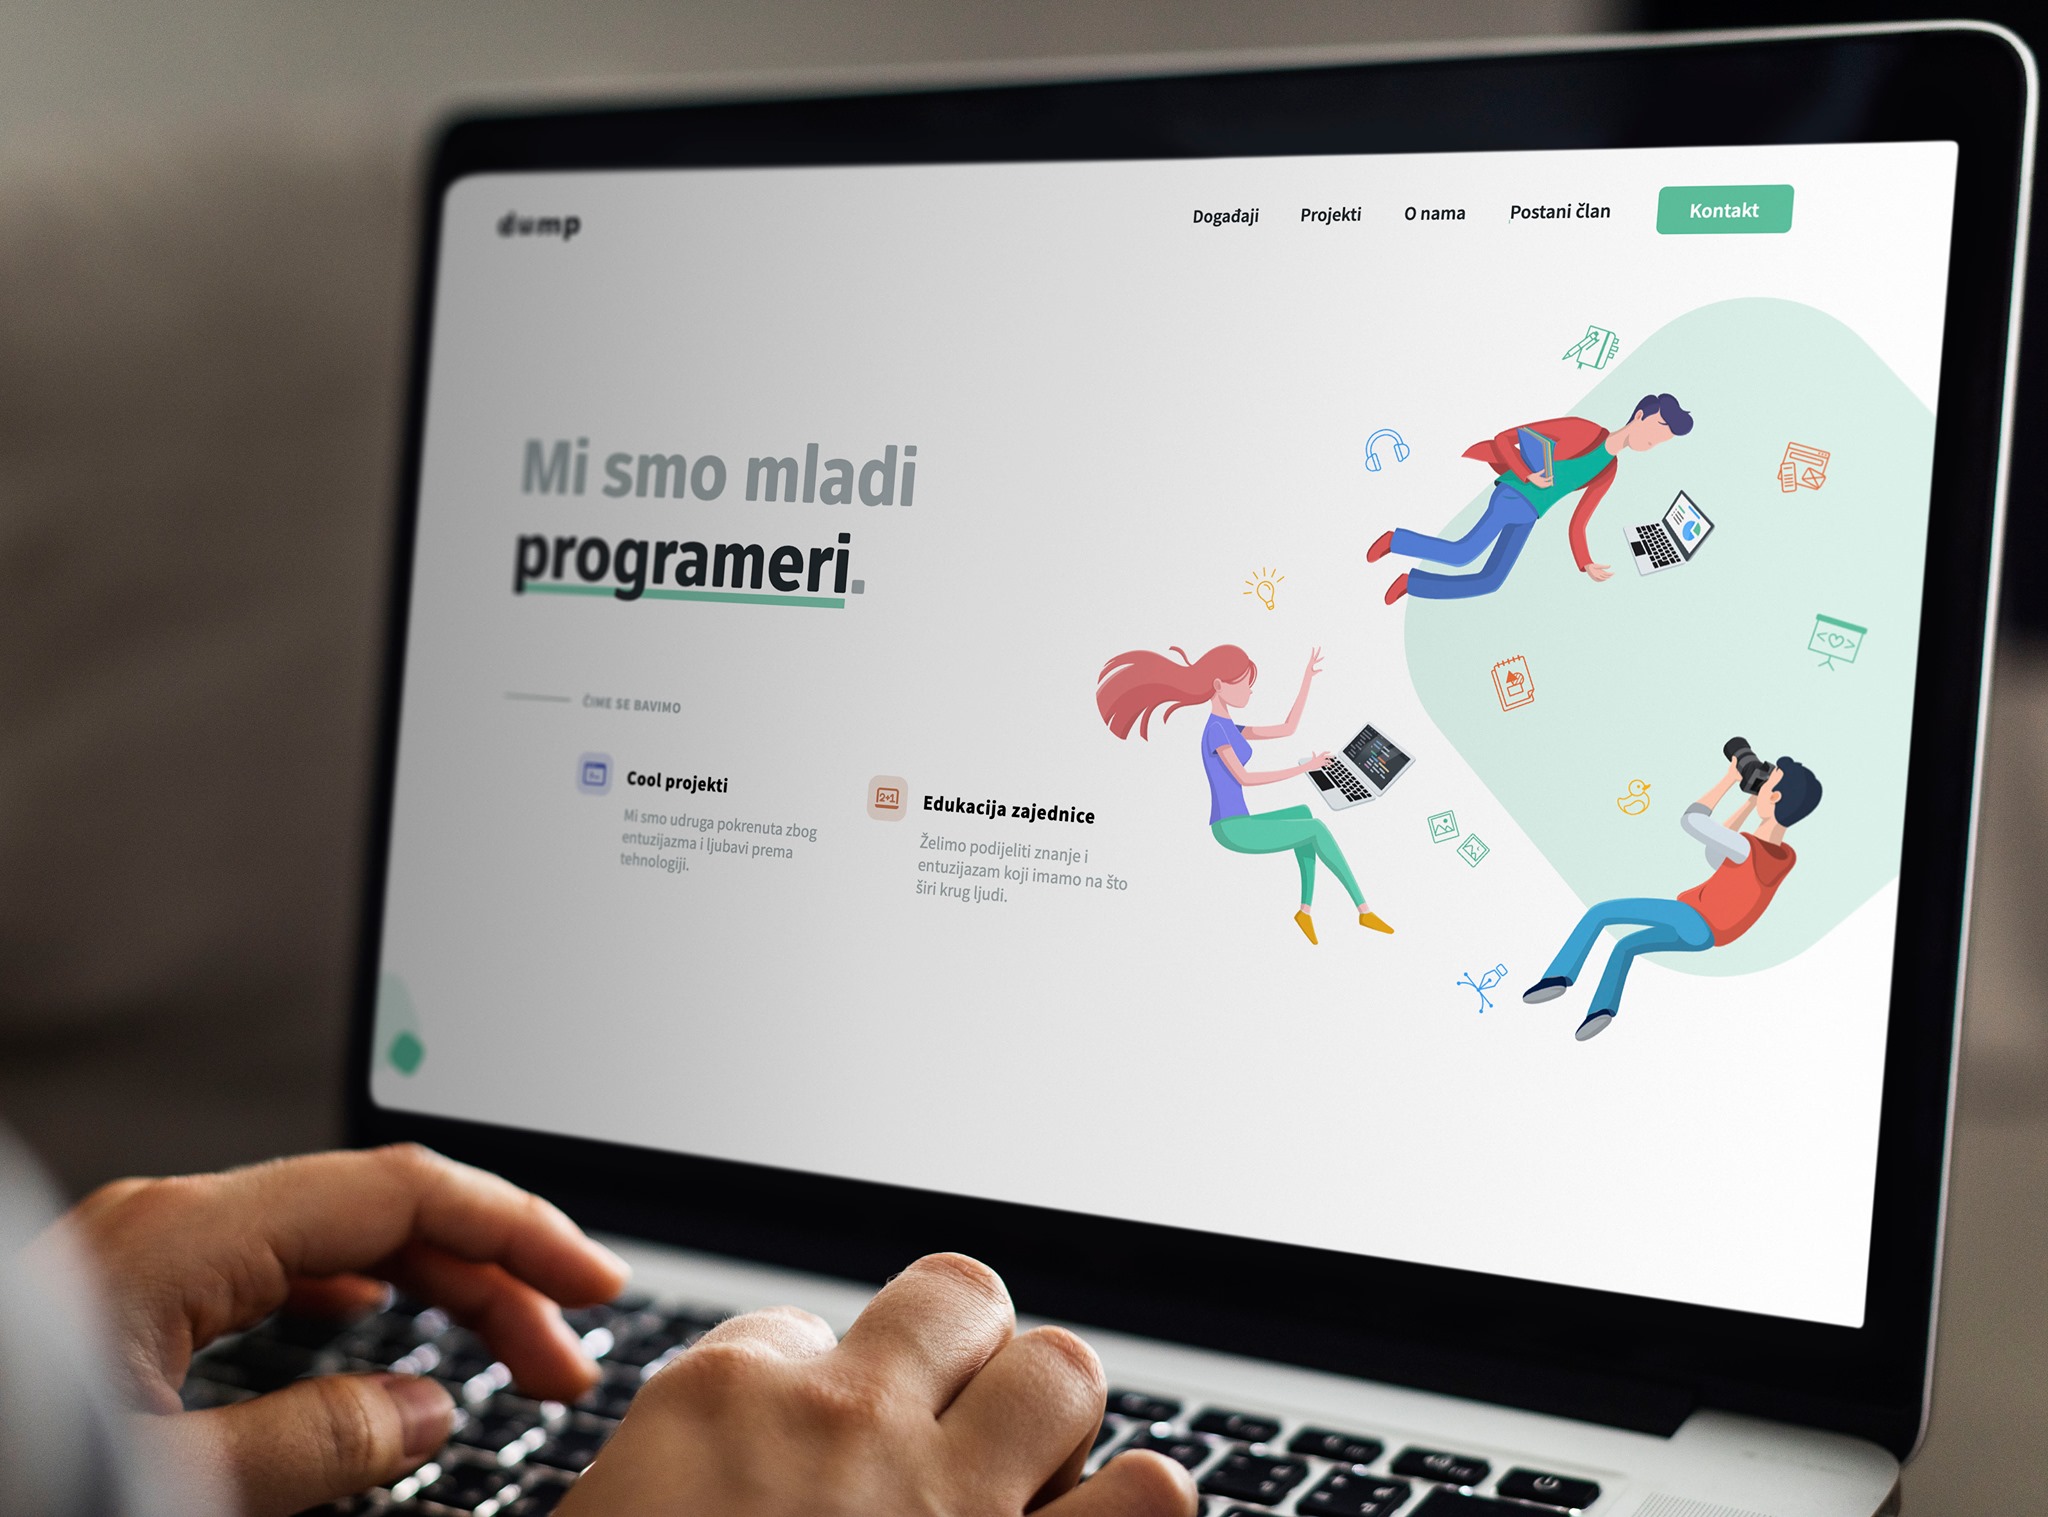 dump
Događaji
Projekti
O nama
Postani član
Kontakt
Mi smo mladi
programeri.
ČIME SE BAVIMO
Cool projekti
Mi smo udruga pokrenuta zbog
entuzijazma i ljubavi prema
tehnologiji.
2+1
Edukacija zajednice
Želimo podijeliti znanje i
entuzijazam koji imamo na što
širi krug ljudi.